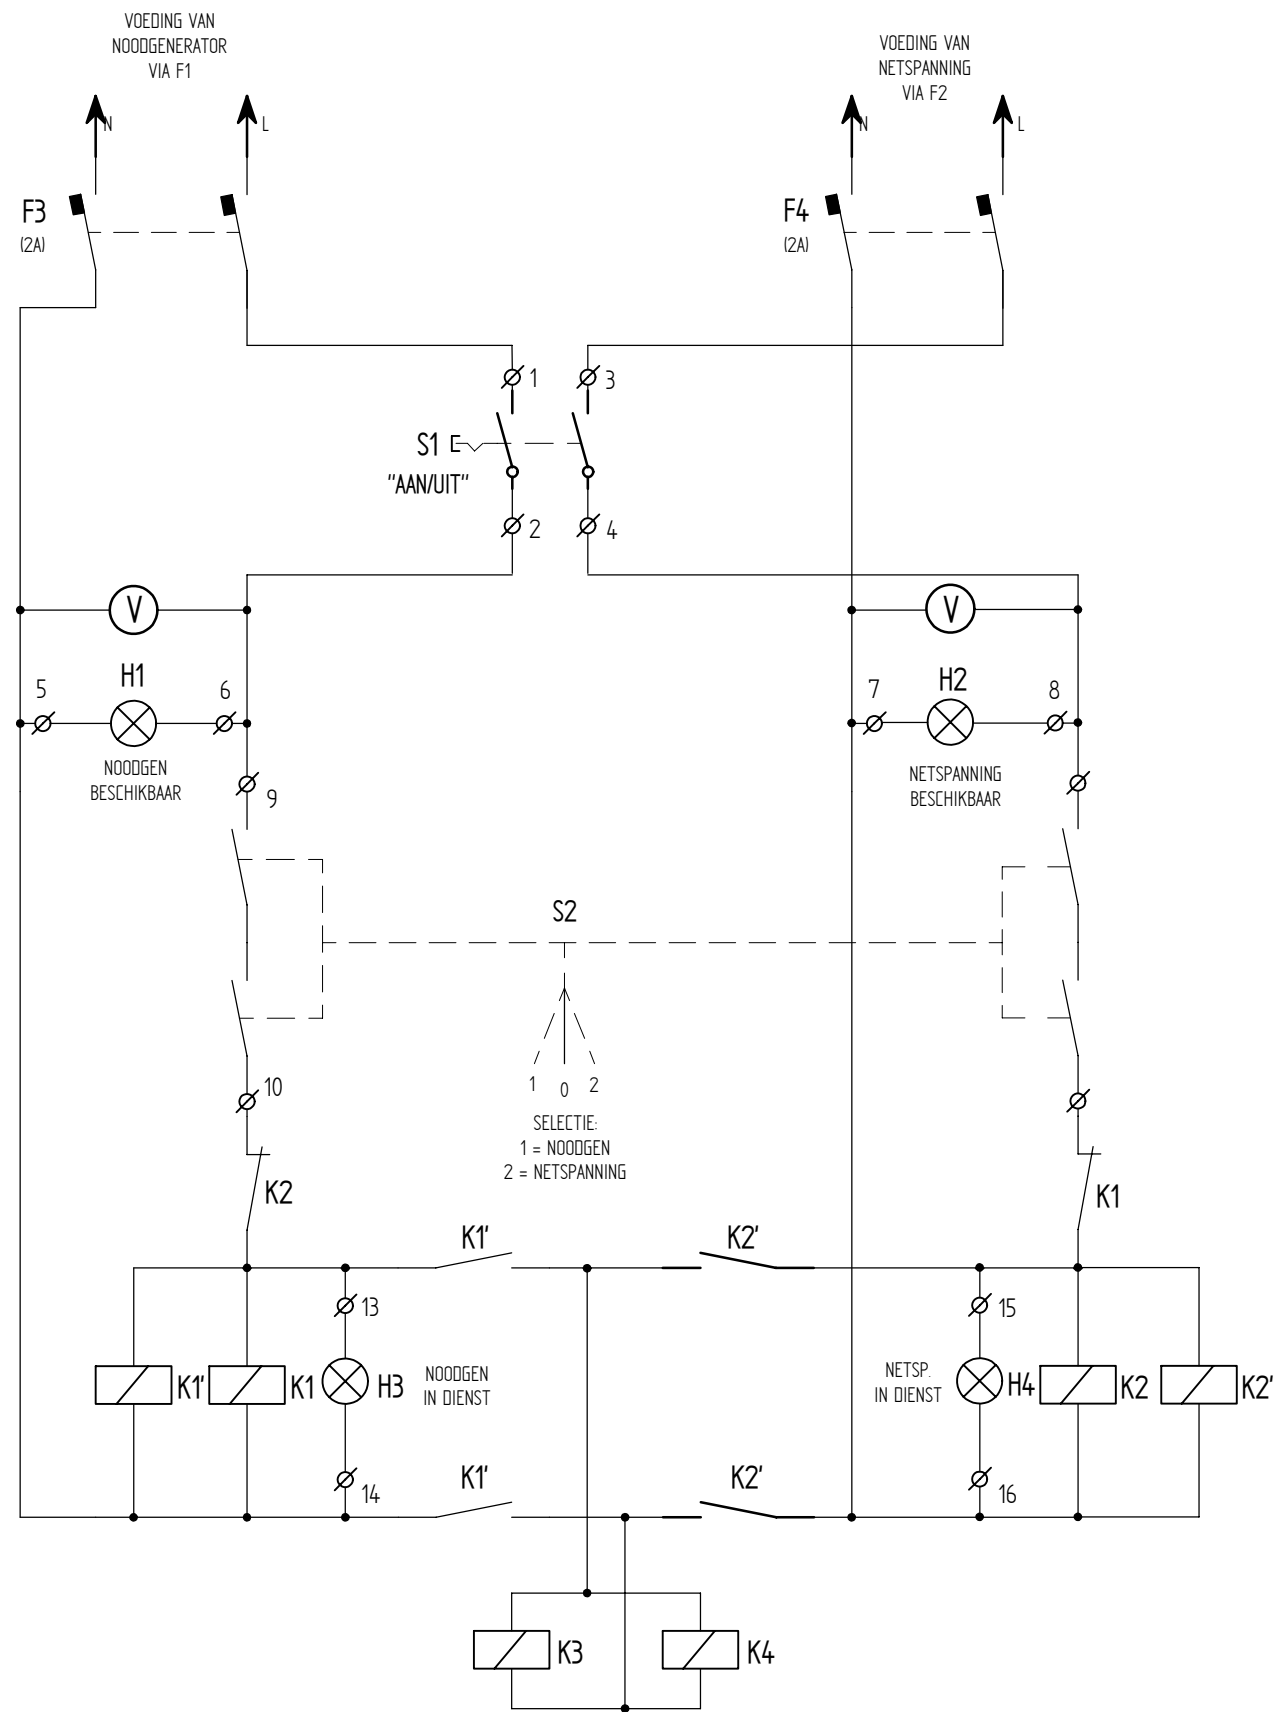 VOEDING VAN
NOODGENERATOR
VIA F1
VOEDING VAN
NETSPANNING
VIA F2
N
L
N
L
F3
(2A)
F4
(2A)
1
3
S1
"AAN/UIT"
2
4
V
V
H1
H2
5
6
7
8
NOODGEN
BESCHIKBAAR
NETSPANNING
BESCHIKBAAR
9
S2
10
1 0 2
SELECTIE:
1 = NOODGEN
2 = NETSPANNING
K2
K1
K1'
K2'
13
15
K1'
K1
H3
NOODGEN
IN DIENST
NETSP.
IN DIENST
H4
K2
K2'
14
K1'
K2'
16
K3
K4